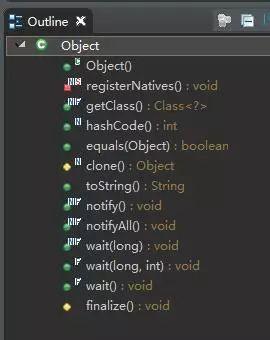 Outline
Object
Object()
registerNatives() : void
getClass() : Class<?>
hashCode() : int
equals(Object) : boolean
clone() : Object
toString() : String
notify() : void
notifyAll() : void
wait(long) : void
wait(long, int) : void
wait() : void
finalize() : void